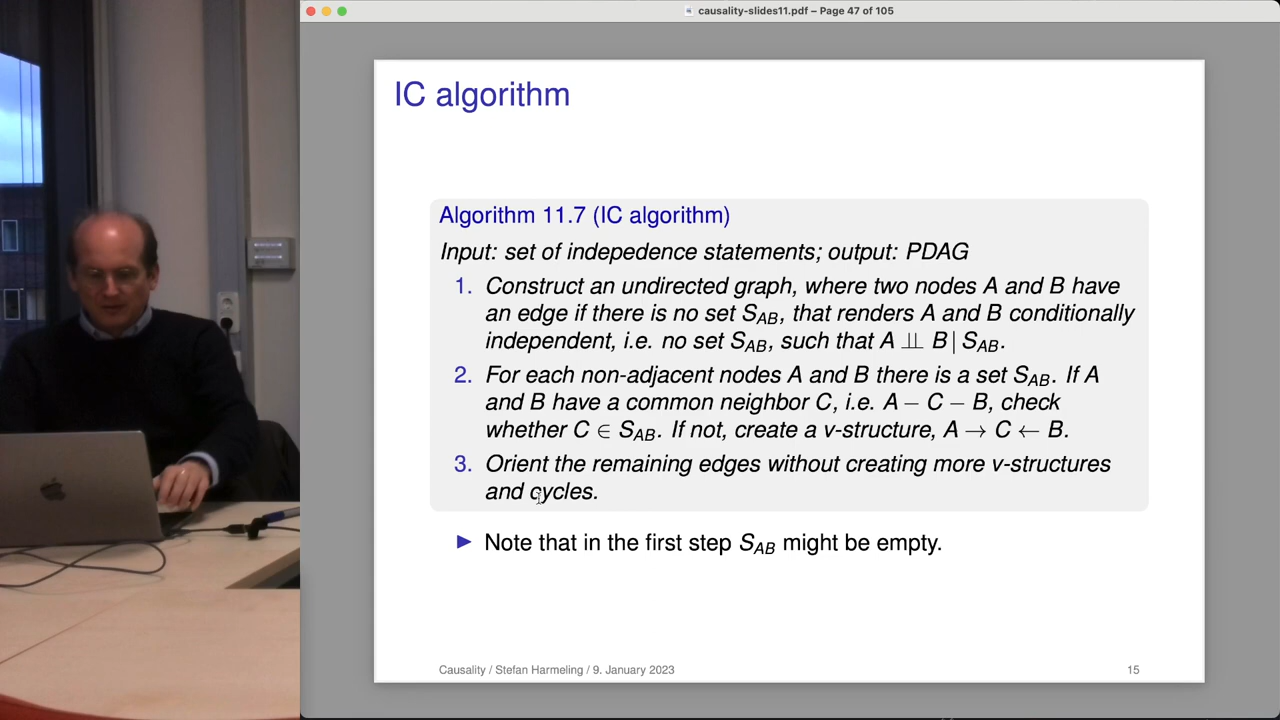 causality-slides11.pdf – Page 47 of 105
IC algorithm
Algorithm 11.7 (IC algorithm)
Input: set of indepedence statements; output: PDAG
1. Construct an undirected graph, where two nodes A and B have
an edge if there is no set S_AB, that renders A and B conditionally
independent, i.e. no set S_AB, such that A ⫫ B | S_AB.
2. For each non-adjacent nodes A and B there is a set S_AB. If A
and B have a common neighbor C, i.e. A − C − B, check
whether C ∈ S_AB. If not, create a v-structure, A → C ← B.
3. Orient the remaining edges without creating more v-structures
and cycles.
▶ Note that in the first step S_AB might be empty.
Causality / Stefan Harmeling / 9. January 2023
15